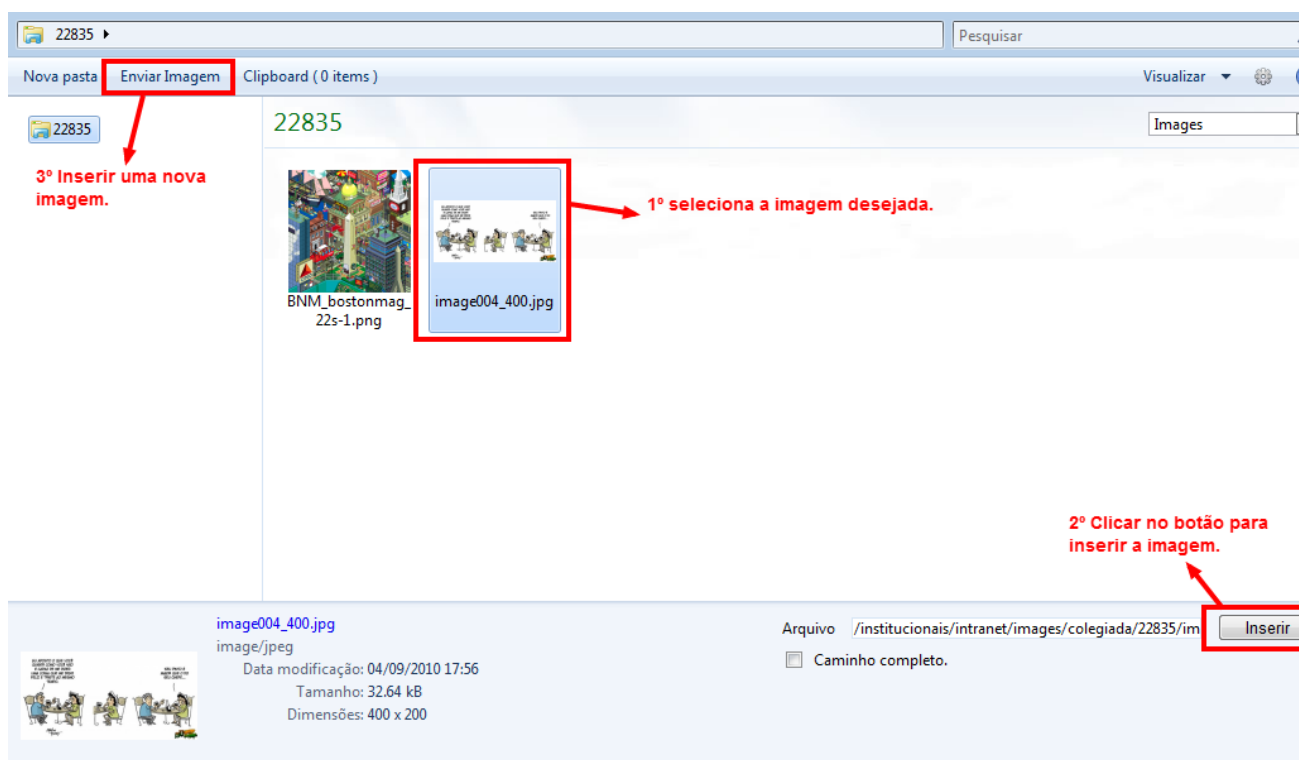 22835
Pesquisar
Nova pasta Enviar Imagem Clipboard ( 0 items ) Visualizar
22835
22835
Images
3º Inserir uma nova
imagem.
1º seleciona a imagem desejada.
BNM_bostonmag_
22s-1.png
image004_400.jpg
2º Clicar no botão para
inserir a imagem.
image004_400.jpg
image/jpeg
Data modificação: 04/09/2010 17:56
Tamanho: 32.64 kB
Dimensões: 400 x 200
Arquivo /institucionais/intranet/images/colegiada/22835/im Inserir
Caminho completo.